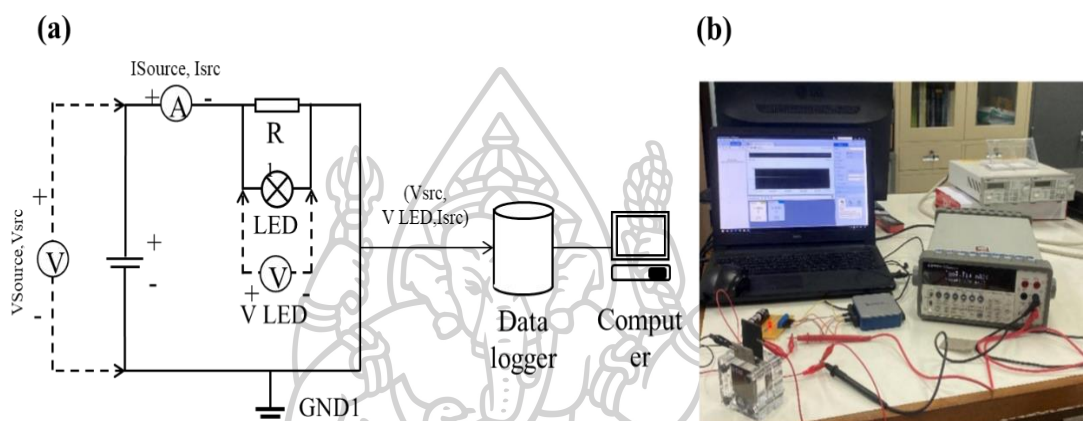 (a)
(b)
ISource, Isrc
+ A -
R
LED
+ V -
V LED
VSource,Vsrc
+
V
-
+
-
GND1
(Vsrc,
V LED,Isrc)
Data
logger
Comput
er